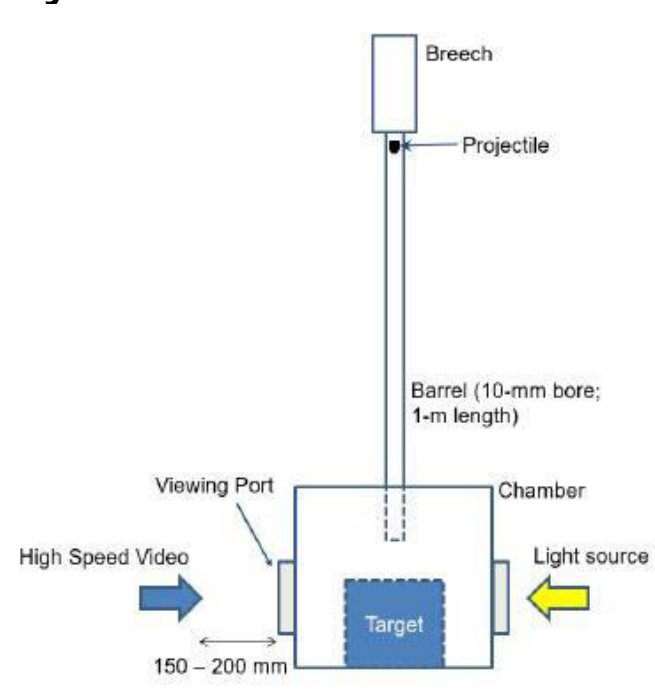 Breech
Projectile
Barrel (10-mm bore;
1-m length)
Viewing Port
Chamber
High Speed Video
Light source
Target
150 – 200 mm